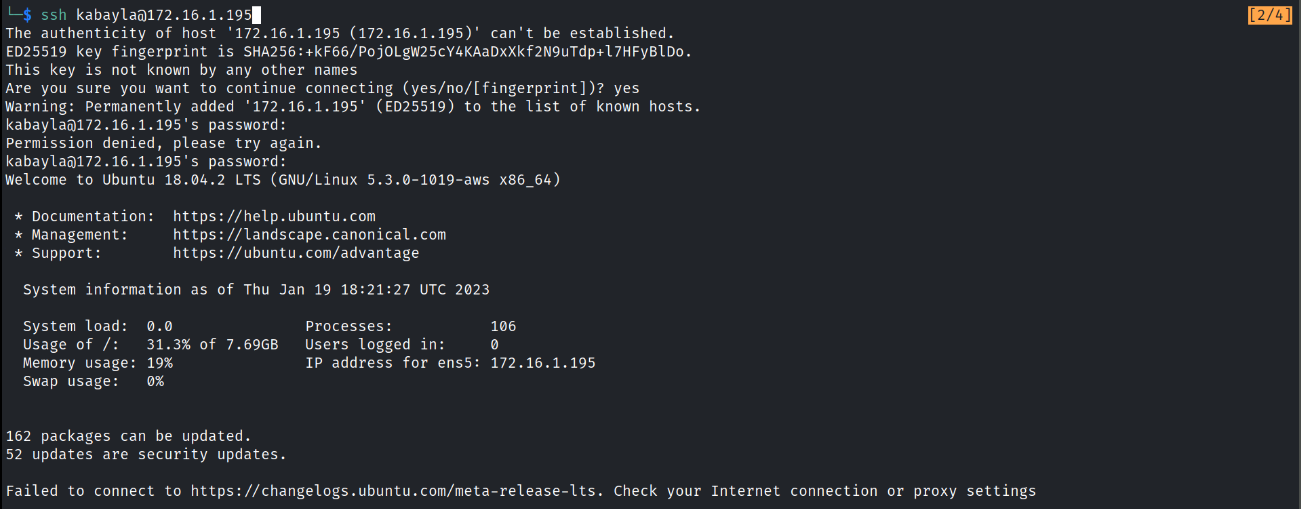 └─$ ssh kabayla@172.16.1.195 [2/4]
The authenticity of host '172.16.1.195 (172.16.1.195)' can't be established.
ED25519 key fingerprint is SHA256:+kF66/PojOLgW25cY4KAaDxXkf2N9uTdp+l7HFyBlDo.
This key is not known by any other names
Are you sure you want to continue connecting (yes/no/[fingerprint])? yes
Warning: Permanently added '172.16.1.195' (ED25519) to the list of known hosts.
kabayla@172.16.1.195's password:
Permission denied, please try again.
kabayla@172.16.1.195's password:
Welcome to Ubuntu 18.04.2 LTS (GNU/Linux 5.3.0-1019-aws x86_64)
* Documentation: https://help.ubuntu.com
* Management: https://landscape.canonical.com
* Support: https://ubuntu.com/advantage
System information as of Thu Jan 19 18:21:27 UTC 2023
System load: 0.0 Processes: 106
Usage of /: 31.3% of 7.69GB Users logged in: 0
Memory usage: 19% IP address for ens5: 172.16.1.195
Swap usage: 0%
162 packages can be updated.
52 updates are security updates.
Failed to connect to https://changelogs.ubuntu.com/meta-release-lts. Check your Internet connection or proxy settings